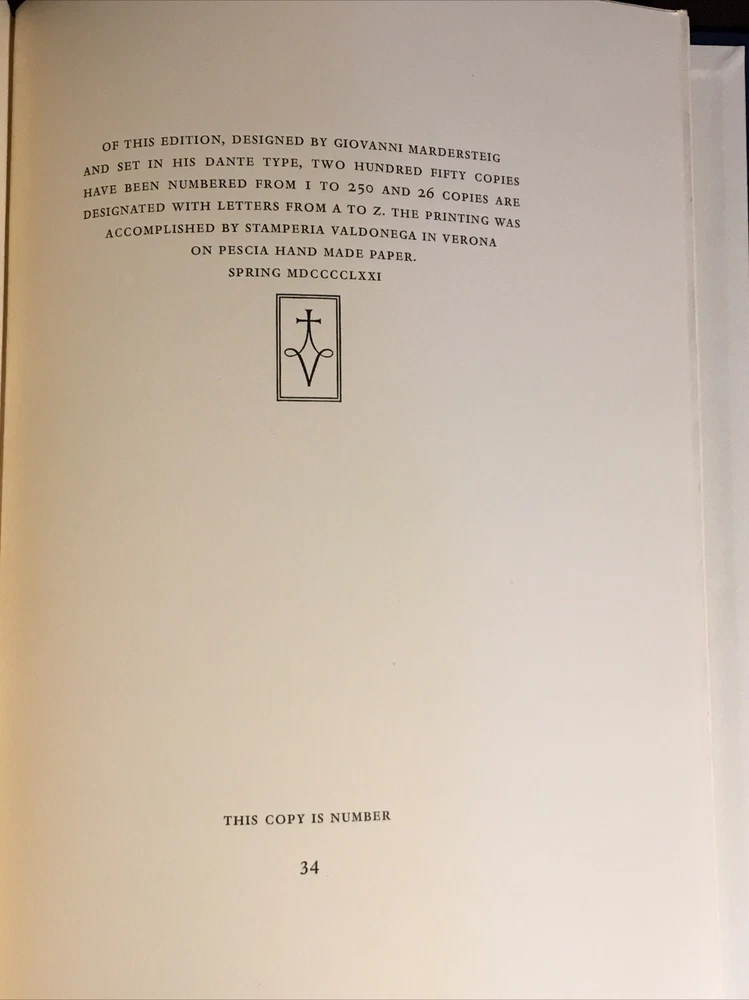 OF THIS EDITION, DESIGNED BY GIOVANNI MARDERSTEIG
AND SET IN HIS DANTE TYPE, TWO HUNDRED FIFTY COPIES
HAVE BEEN NUMBERED FROM 1 TO 250 AND 26 COPIES ARE
DESIGNATED WITH LETTERS FROM A TO Z. THE PRINTING WAS
ACCOMPLISHED BY STAMPERIA VALDONEGA IN VERONA
ON PESCIA HAND MADE PAPER.
SPRING MDCCCCLXXI
THIS COPY IS NUMBER
34